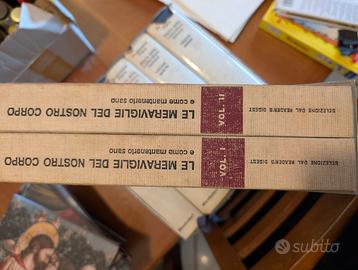 LE MERAVIGLIE DEL NOSTRO CORPO
e come mantenerlo sano
VOL. II
SELEZIONE DAL READER'S DIGEST
LE MERAVIGLIE DEL NOSTRO CORPO
e come mantenerlo sano
VOL. I
SELEZIONE DAL READER'S DIGEST
subito